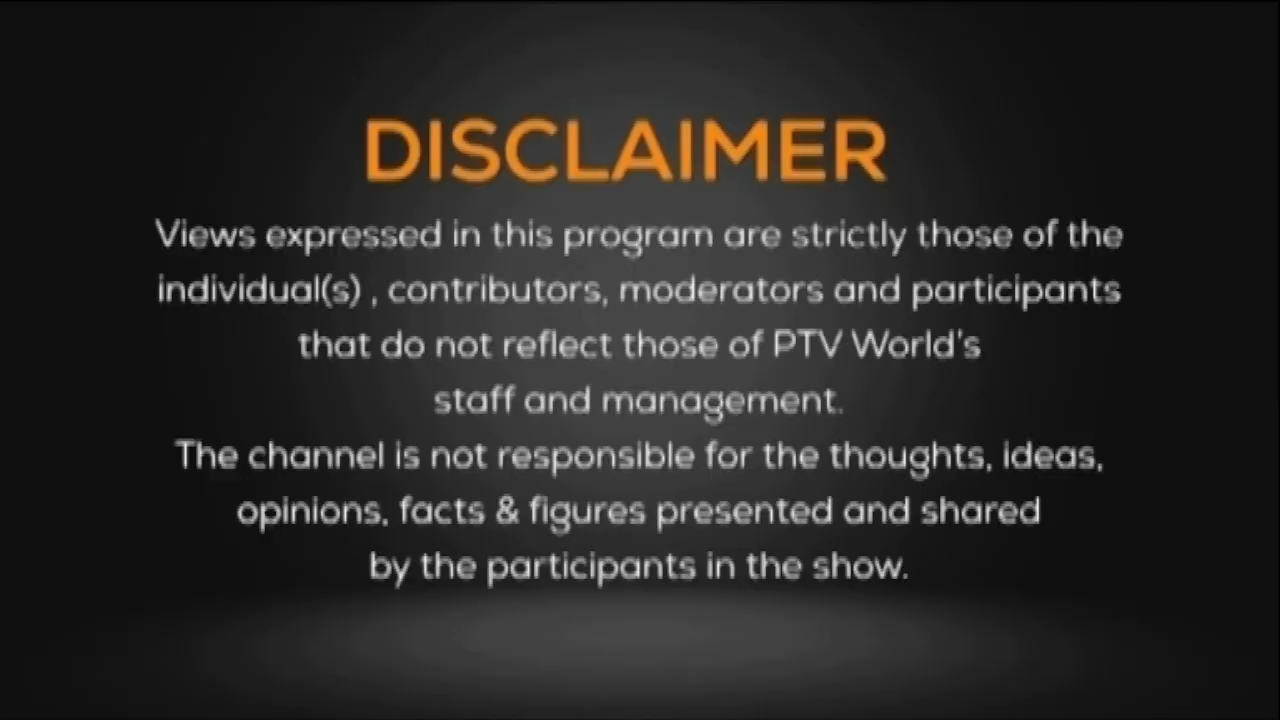 DISCLAIMER
Views expressed in this program are strictly those of the
individual(s) , contributors, moderators and participants
that do not reflect those of PTV World's
staff and management.
The channel is not responsible for the thoughts, ideas,
opinions, facts & figures presented and shared
by the participants in the show.